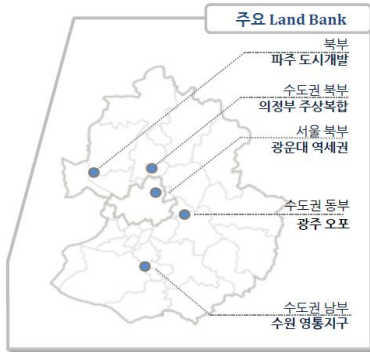 주요 Land Bank
북부
파주 도시개발
수도권 북부
의정부 주상복합
서울 북부
광운대 역세권
수도권 동부
광주 오포
수도권 남부
수원 영통지구